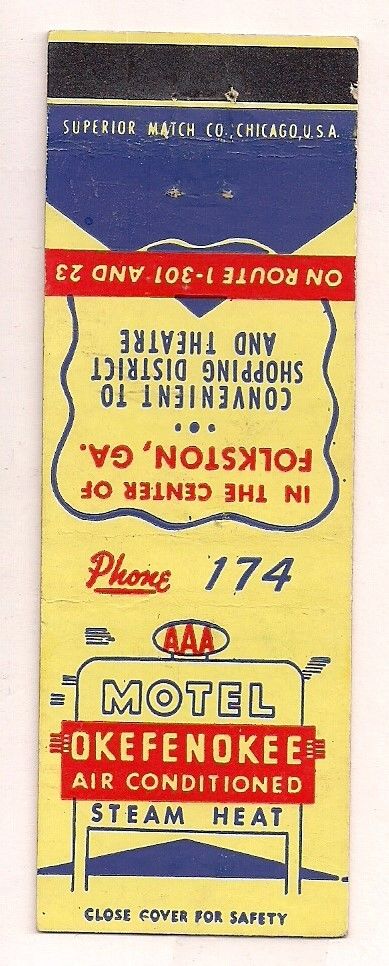 SUPERIOR MATCH CO., CHICAGO, U.S.A.
IN THE CENTER OF
FOLKSTON, GA.
CONVENIENT TO
SHOPPING DISTRICT
AND THEATRE
ON ROUTE 1-301 AND 23
Phone 174
AAA
MOTEL
OKEFENOKEE
AIR CONDITIONED
STEAM HEAT
CLOSE COVER FOR SAFETY